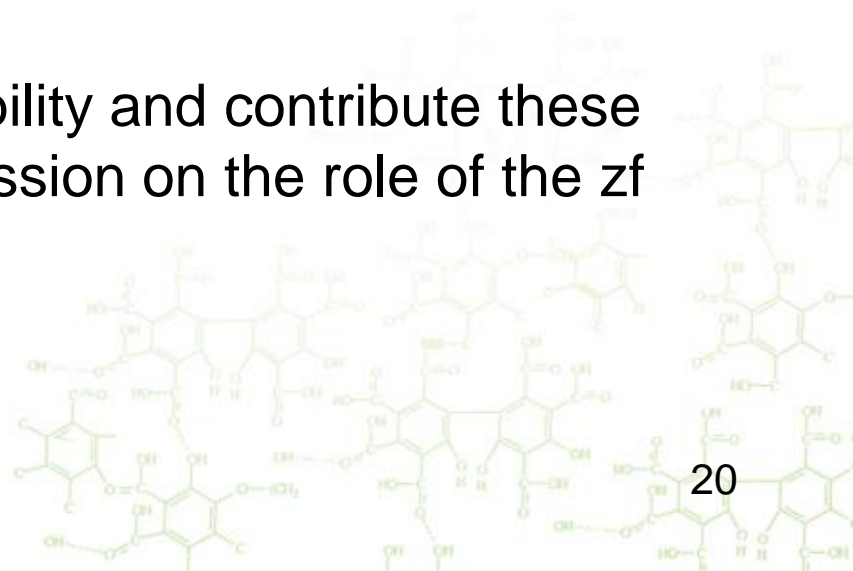 bility and contribute these
ssion on the role of the zf
20